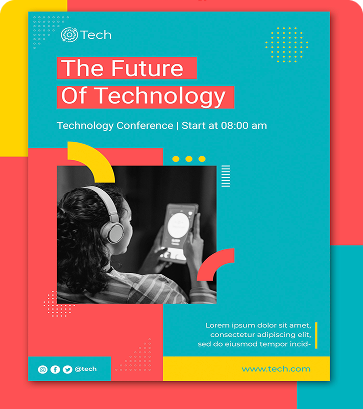 Tech
The Future
Of Technology
Technology Conference | Start at 08:00 am
Lorem ipsum dolor sit amet,
consectetur adipiscing elit,
sed do eiusmod tempor incid-
@tech
www.tech.com